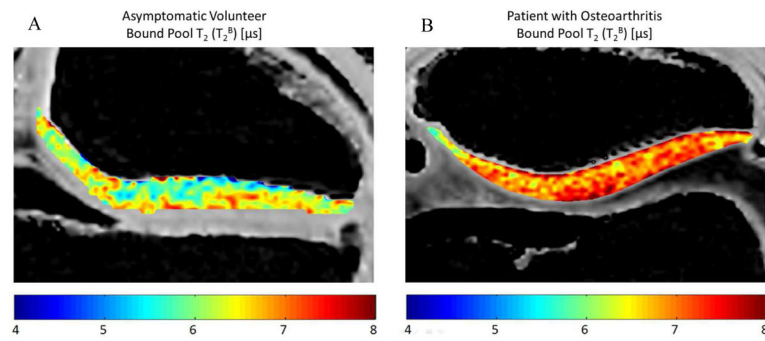 A
Asymptomatic Volunteer
Bound Pool T₂ (T₂ᴮ) [μs]
B
Patient with Osteoarthritis
Bound Pool T₂ (T₂ᴮ) [μs]
4 5 6 7 8
4 5 6 7 8